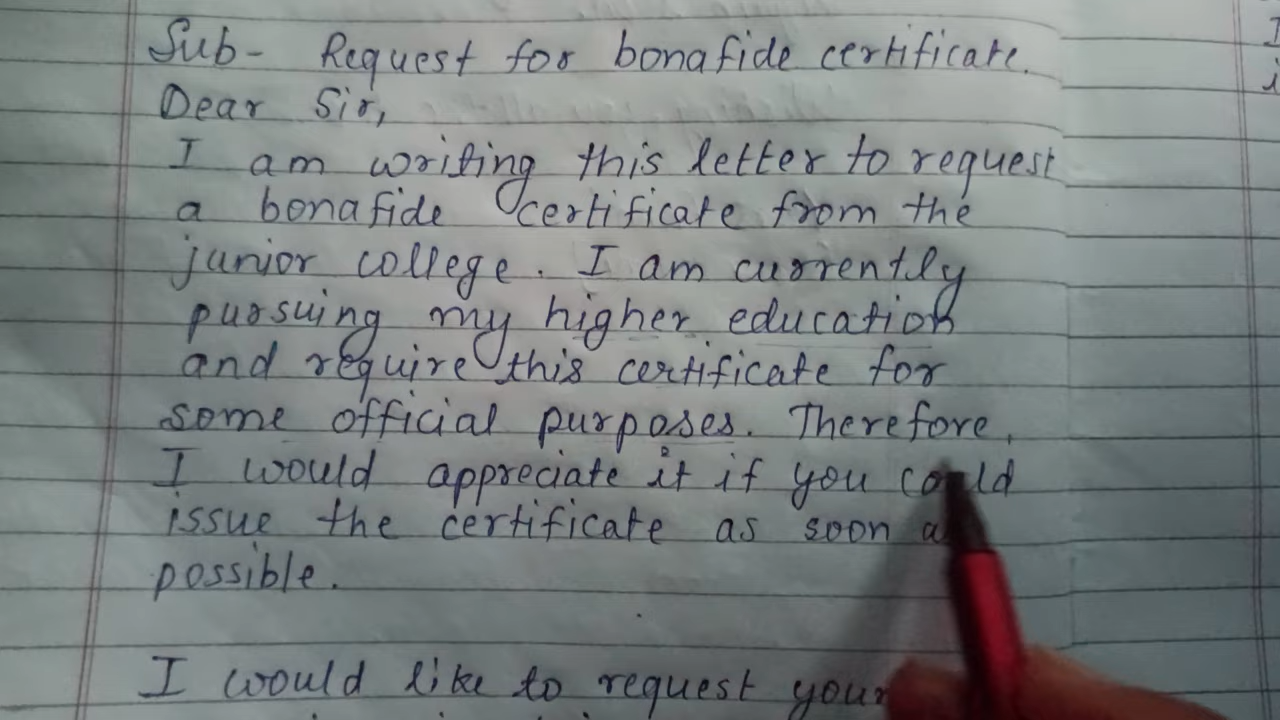 Sub- Request for bonafide certificate.
Dear Sir,
I am writing this letter to request
a bonafide certificate from the
junior college. I am currently
pursuing my higher education
and require this certificate for
some official purposes. Therefore,
I would appreciate it if you could
issue the certificate as soon a
possible.
I would like to request your